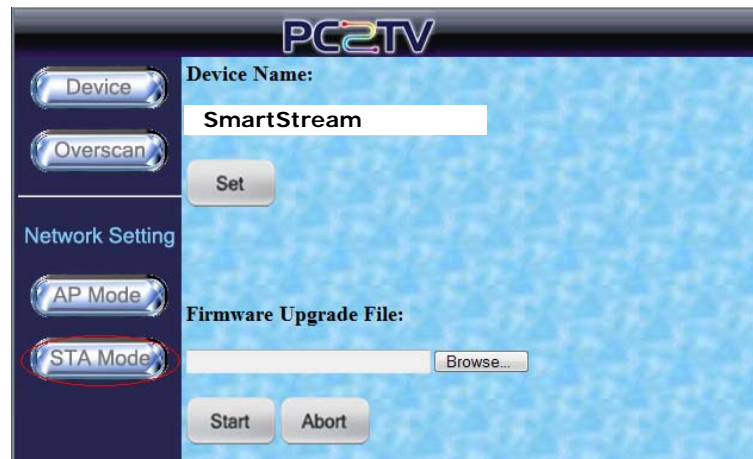 PC2TV
Device
Overscan
Network Setting
AP Mode
STA Mode
Device Name:
SmartStream
Set
Firmware Upgrade File:
Browse...
Start Abort